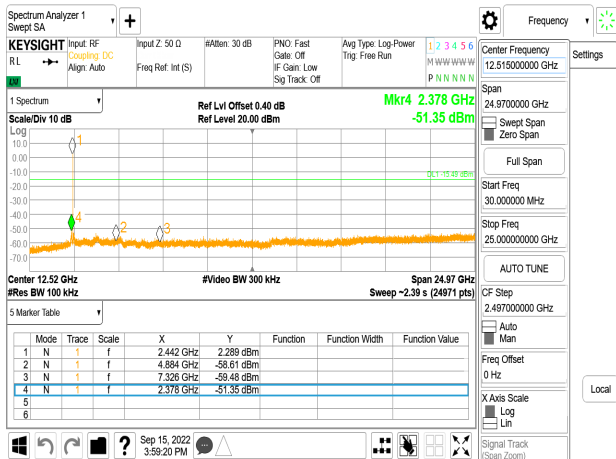 Spectrum Analyzer 1
Swept SA
+
Frequency
KEYSIGHT
RL
LVI
Input: RF
Coupling: DC
Align: Auto
Input Z: 50 Ω
Freq Ref: Int (S)
#Atten: 30 dB
PNO: Fast
Gate: Off
IF Gain: Low
Sig Track: Off
Avg Type: Log-Power
Trig: Free Run
1 2 3 4 5 6
M W W W W W
P N N N N N
1 Spectrum
Scale/Div 10 dB
Ref Lvl Offset 0.40 dB
Ref Level 20.00 dBm
Mkr4 2.378 GHz
-51.35 dBm
Log
10.0
0.00
-10.0
-20.0
-30.0
-40.0
-50.0
-60.0
-70.0
1
2
3
4
DL1 -15.49 dBm
Center 12.52 GHz
#Video BW 300 kHz
Span 24.97 GHz
#Res BW 100 kHz
Sweep ~2.39 s (24971 pts)
5 Marker Table
Mode Trace Scale X Y Function Function Width Function Value
1 N 1 f 2.442 GHz 2.289 dBm
2 N 1 f 4.884 GHz -58.61 dBm
3 N 1 f 7.326 GHz -59.48 dBm
4 N 1 f 2.378 GHz -51.35 dBm
5
6
?
Sep 15, 2022
3:59:20 PM
Center Frequency
12.515000000 GHz
Settings
Span
24.9700000 GHz
Swept Span
Zero Span
Full Span
Start Freq
30.000000 MHz
Stop Freq
25.000000000 GHz
AUTO TUNE
CF Step
2.497000000 GHz
Auto
Man
Freq Offset
0 Hz
X Axis Scale
Log
Lin
Local
Signal Track
(Span Zoom)